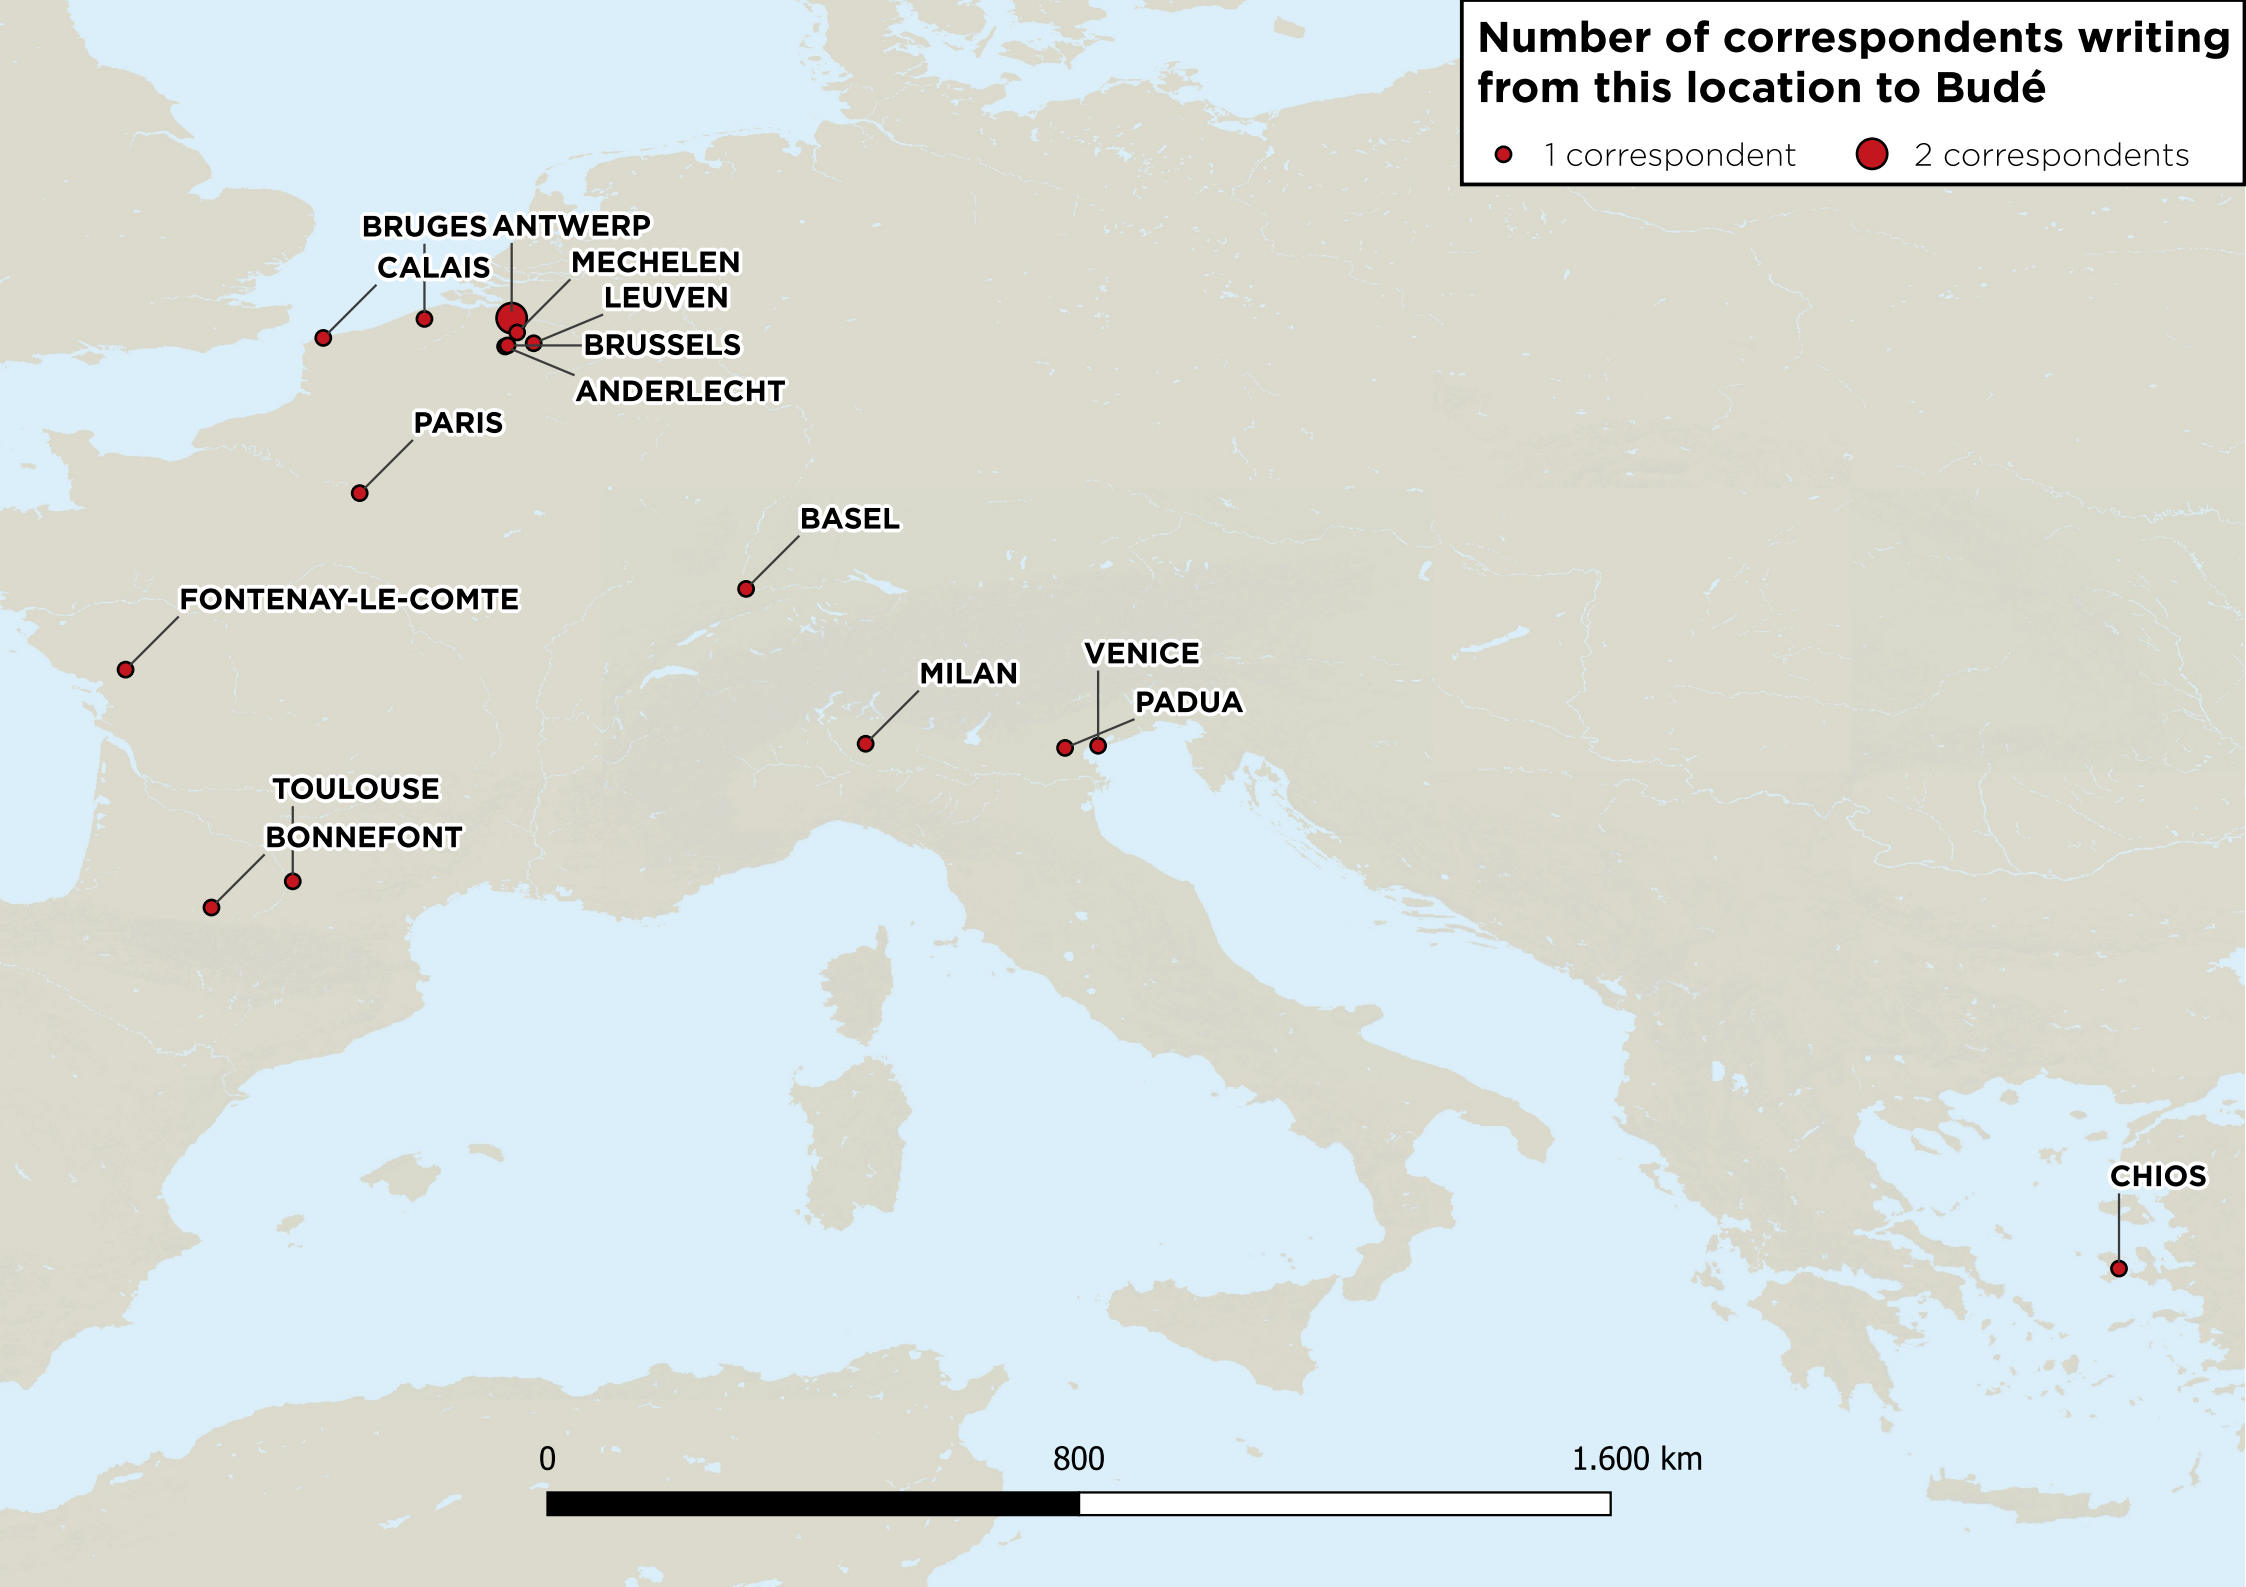 Number of correspondents writing
from this location to Budé
1 correspondent
2 correspondents
BRUGES
ANTWERP
CALAIS
MECHELEN
LEUVEN
BRUSSELS
ANDERLECHT
PARIS
BASEL
FONTENAY-LE-COMTE
MILAN
VENICE
PADUA
TOULOUSE
BONNEFONT
CHIOS
0
800
1.600 km